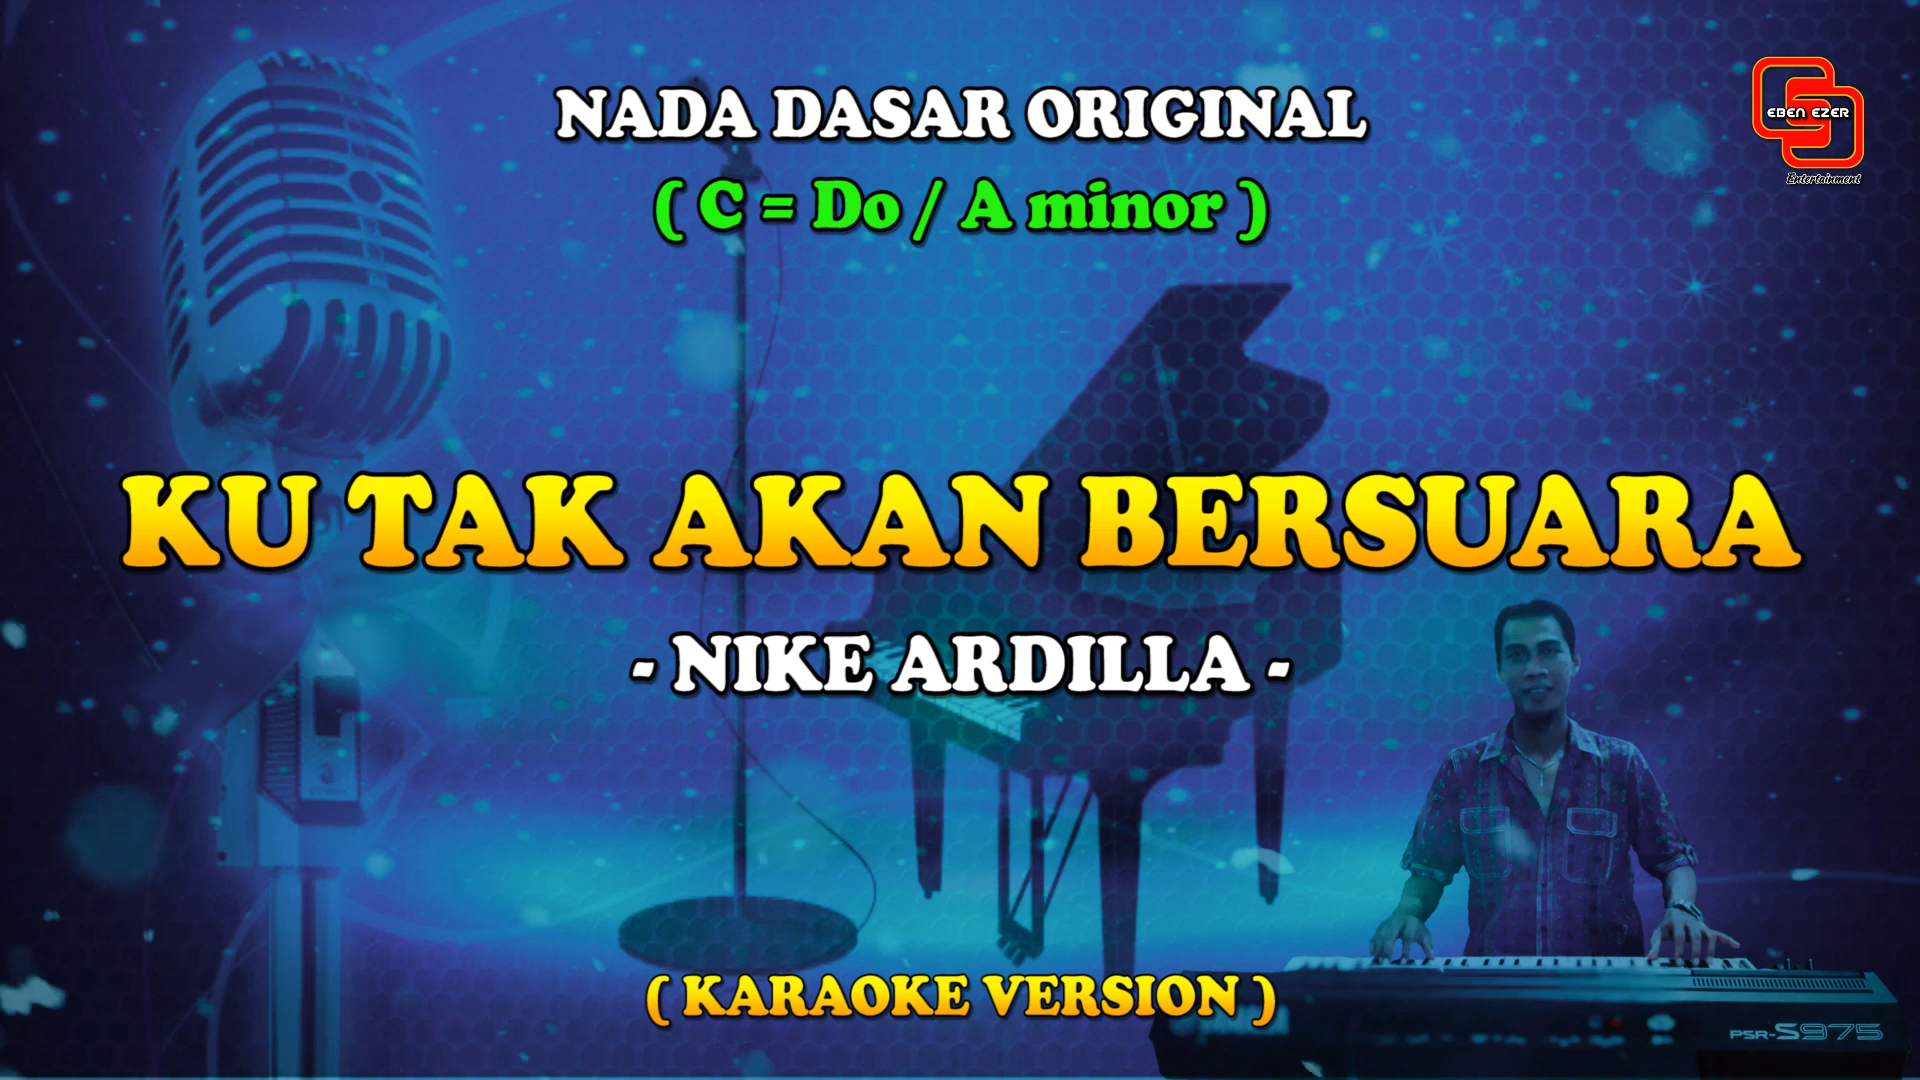 NADA DASAR ORIGINAL
( C = Do / A minor )
EBEN EZER
Entertainment
KU TAK AKAN BERSUARA
- NIKE ARDILLA -
( KARAOKE VERSION )
PSR-S975